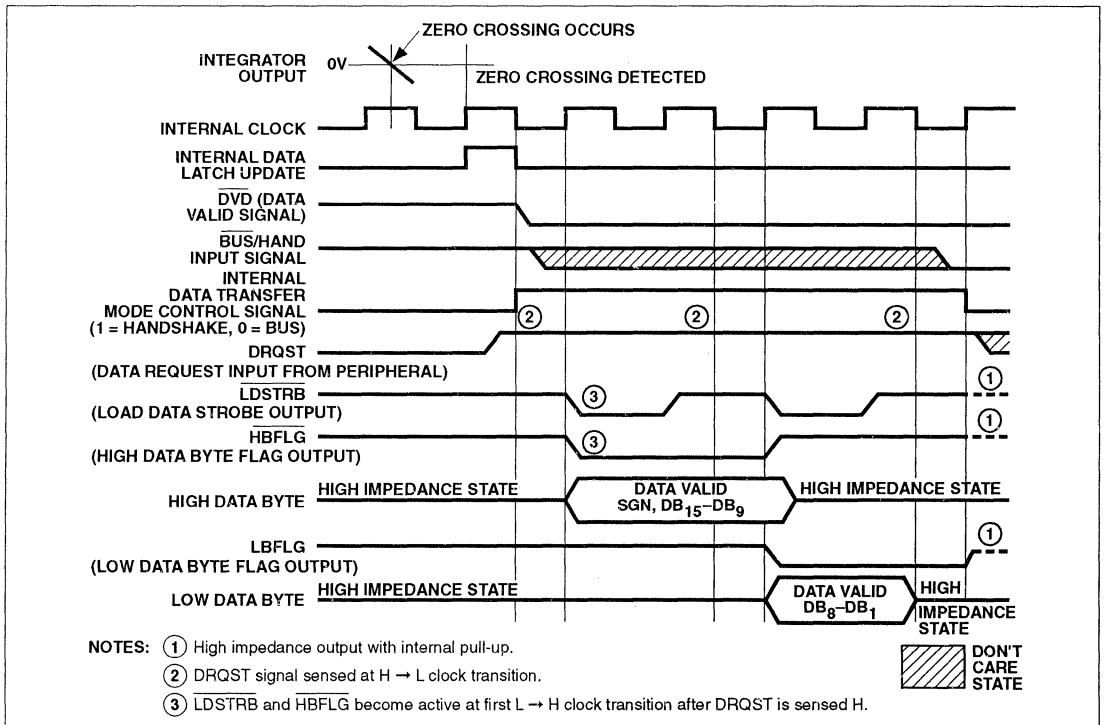 ZERO CROSSING OCCURS
INTEGRATOR
OUTPUT
0V
ZERO CROSSING DETECTED
INTERNAL CLOCK
INTERNAL DATA
LATCH UPDATE
DVD (DATA
VALID SIGNAL)
BUS/HAND
INPUT SIGNAL
INTERNAL
DATA TRANSFER
MODE CONTROL SIGNAL
(1 = HANDSHAKE, 0 = BUS)
2 2 2
DRQST
(DATA REQUEST INPUT FROM PERIPHERAL)
LDSTRB
(LOAD DATA STROBE OUTPUT)
3 1
HBFLG
(HIGH DATA BYTE FLAG OUTPUT)
3 1
HIGH DATA BYTE
HIGH IMPEDANCE STATE
DATA VALID
SGN, DB15–DB9
HIGH IMPEDANCE STATE
LBFLG
(LOW DATA BYTE FLAG OUTPUT)
1
LOW DATA BYTE
HIGH IMPEDANCE STATE
DATA VALID
DB8–DB1
HIGH
IMPEDANCE
STATE
NOTES: 1 High impedance output with internal pull-up.
2 DRQST signal sensed at H → L clock transition.
3 LDSTRB and HBFLG become active at first L → H clock transition after DRQST is sensed H.
DON'T
CARE
STATE